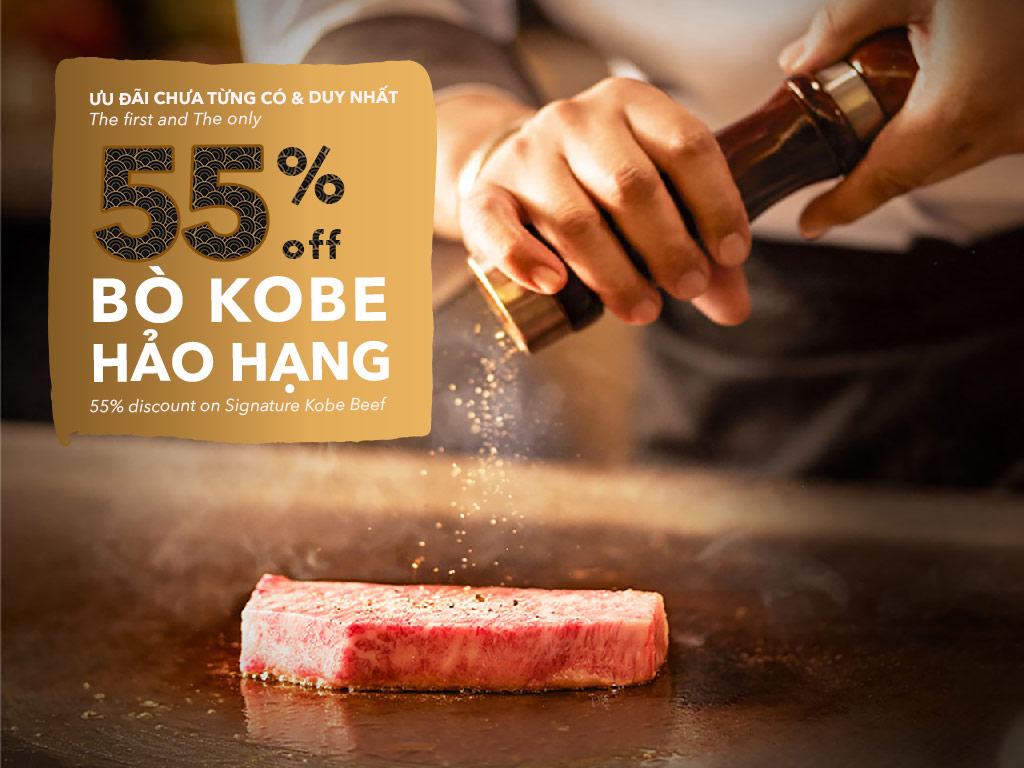 ƯU ĐÃI CHƯA TỪNG CÓ & DUY NHẤT
The first and The only
55%
off
BÒ KOBE
HẢO HẠNG
55% discount on Signature Kobe Beef